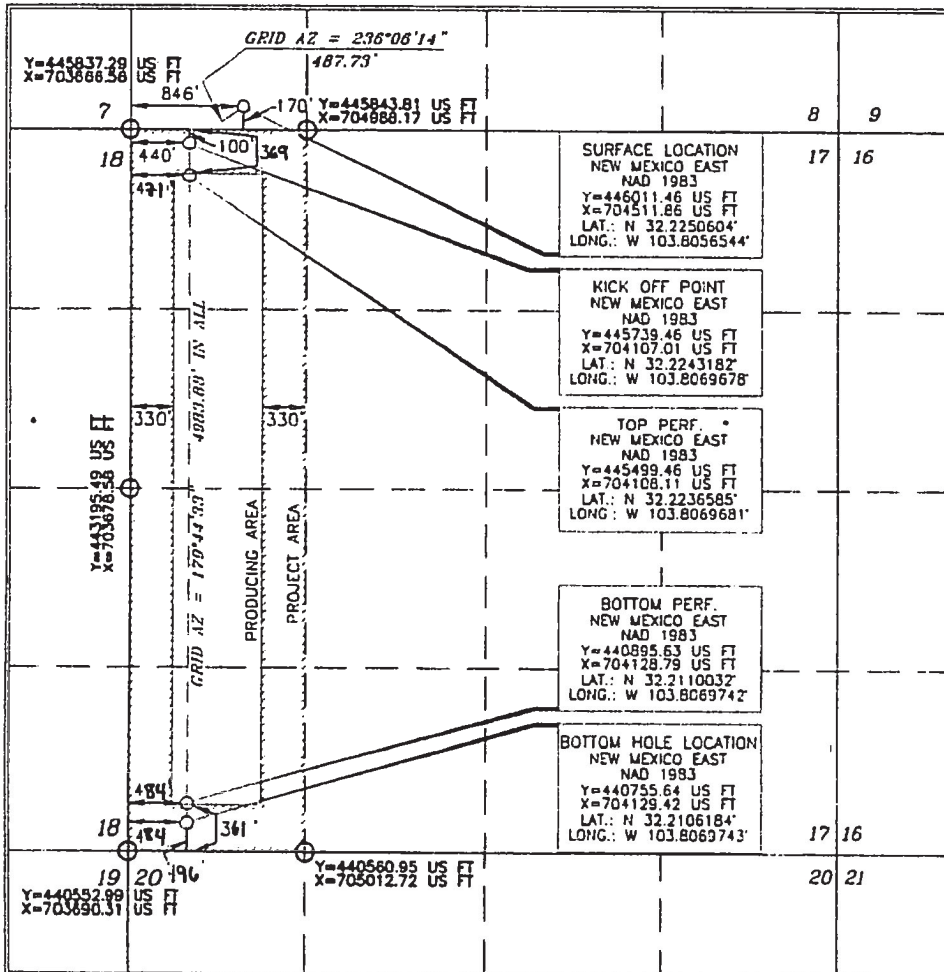 GRID AZ = 236°06'14"
487.73'
Y=445837.29 US FT
X=703666.58 US FT
846'
170'
Y=445843.81 US FT
X=704988.17 US FT
7
8 9
18
17 16
440'
100'
369
471'
SURFACE LOCATION
NEW MEXICO EAST
NAD 1983
Y=446011.46 US FT
X=704511.86 US FT
LAT.: N 32.2250604°
LONG.: W 103.8056544°
KICK OFF POINT
NEW MEXICO EAST
NAD 1983
Y=445739.46 US FT
X=704107.01 US FT
LAT.: N 32.2243182°
LONG.: W 103.8069678°
330'
330'
TOP PERF.
NEW MEXICO EAST
NAD 1983
Y=445499.46 US FT
X=704108.11 US FT
LAT.: N 32.2236585°
LONG.: W 103.8069681°
Y=443195.49 US FT
X=703678.58 US FT
GRID AZ = 179°44'33" 4983.88' IN ALL
PRODUCING AREA
PROJECT AREA
BOTTOM PERF.
NEW MEXICO EAST
NAD 1983
Y=440895.63 US FT
X=704128.79 US FT
LAT.: N 32.2110032°
LONG.: W 103.8069742°
BOTTOM HOLE LOCATION
NEW MEXICO EAST
NAD 1983
Y=440755.64 US FT
X=704129.42 US FT
LAT.: N 32.2106184°
LONG.: W 103.8069743°
484'
484
361'
18
17 16
19 20
196'
20 21
Y=440560.95 US FT
X=705012.72 US FT
Y=440552.99 US FT
X=703690.31 US FT